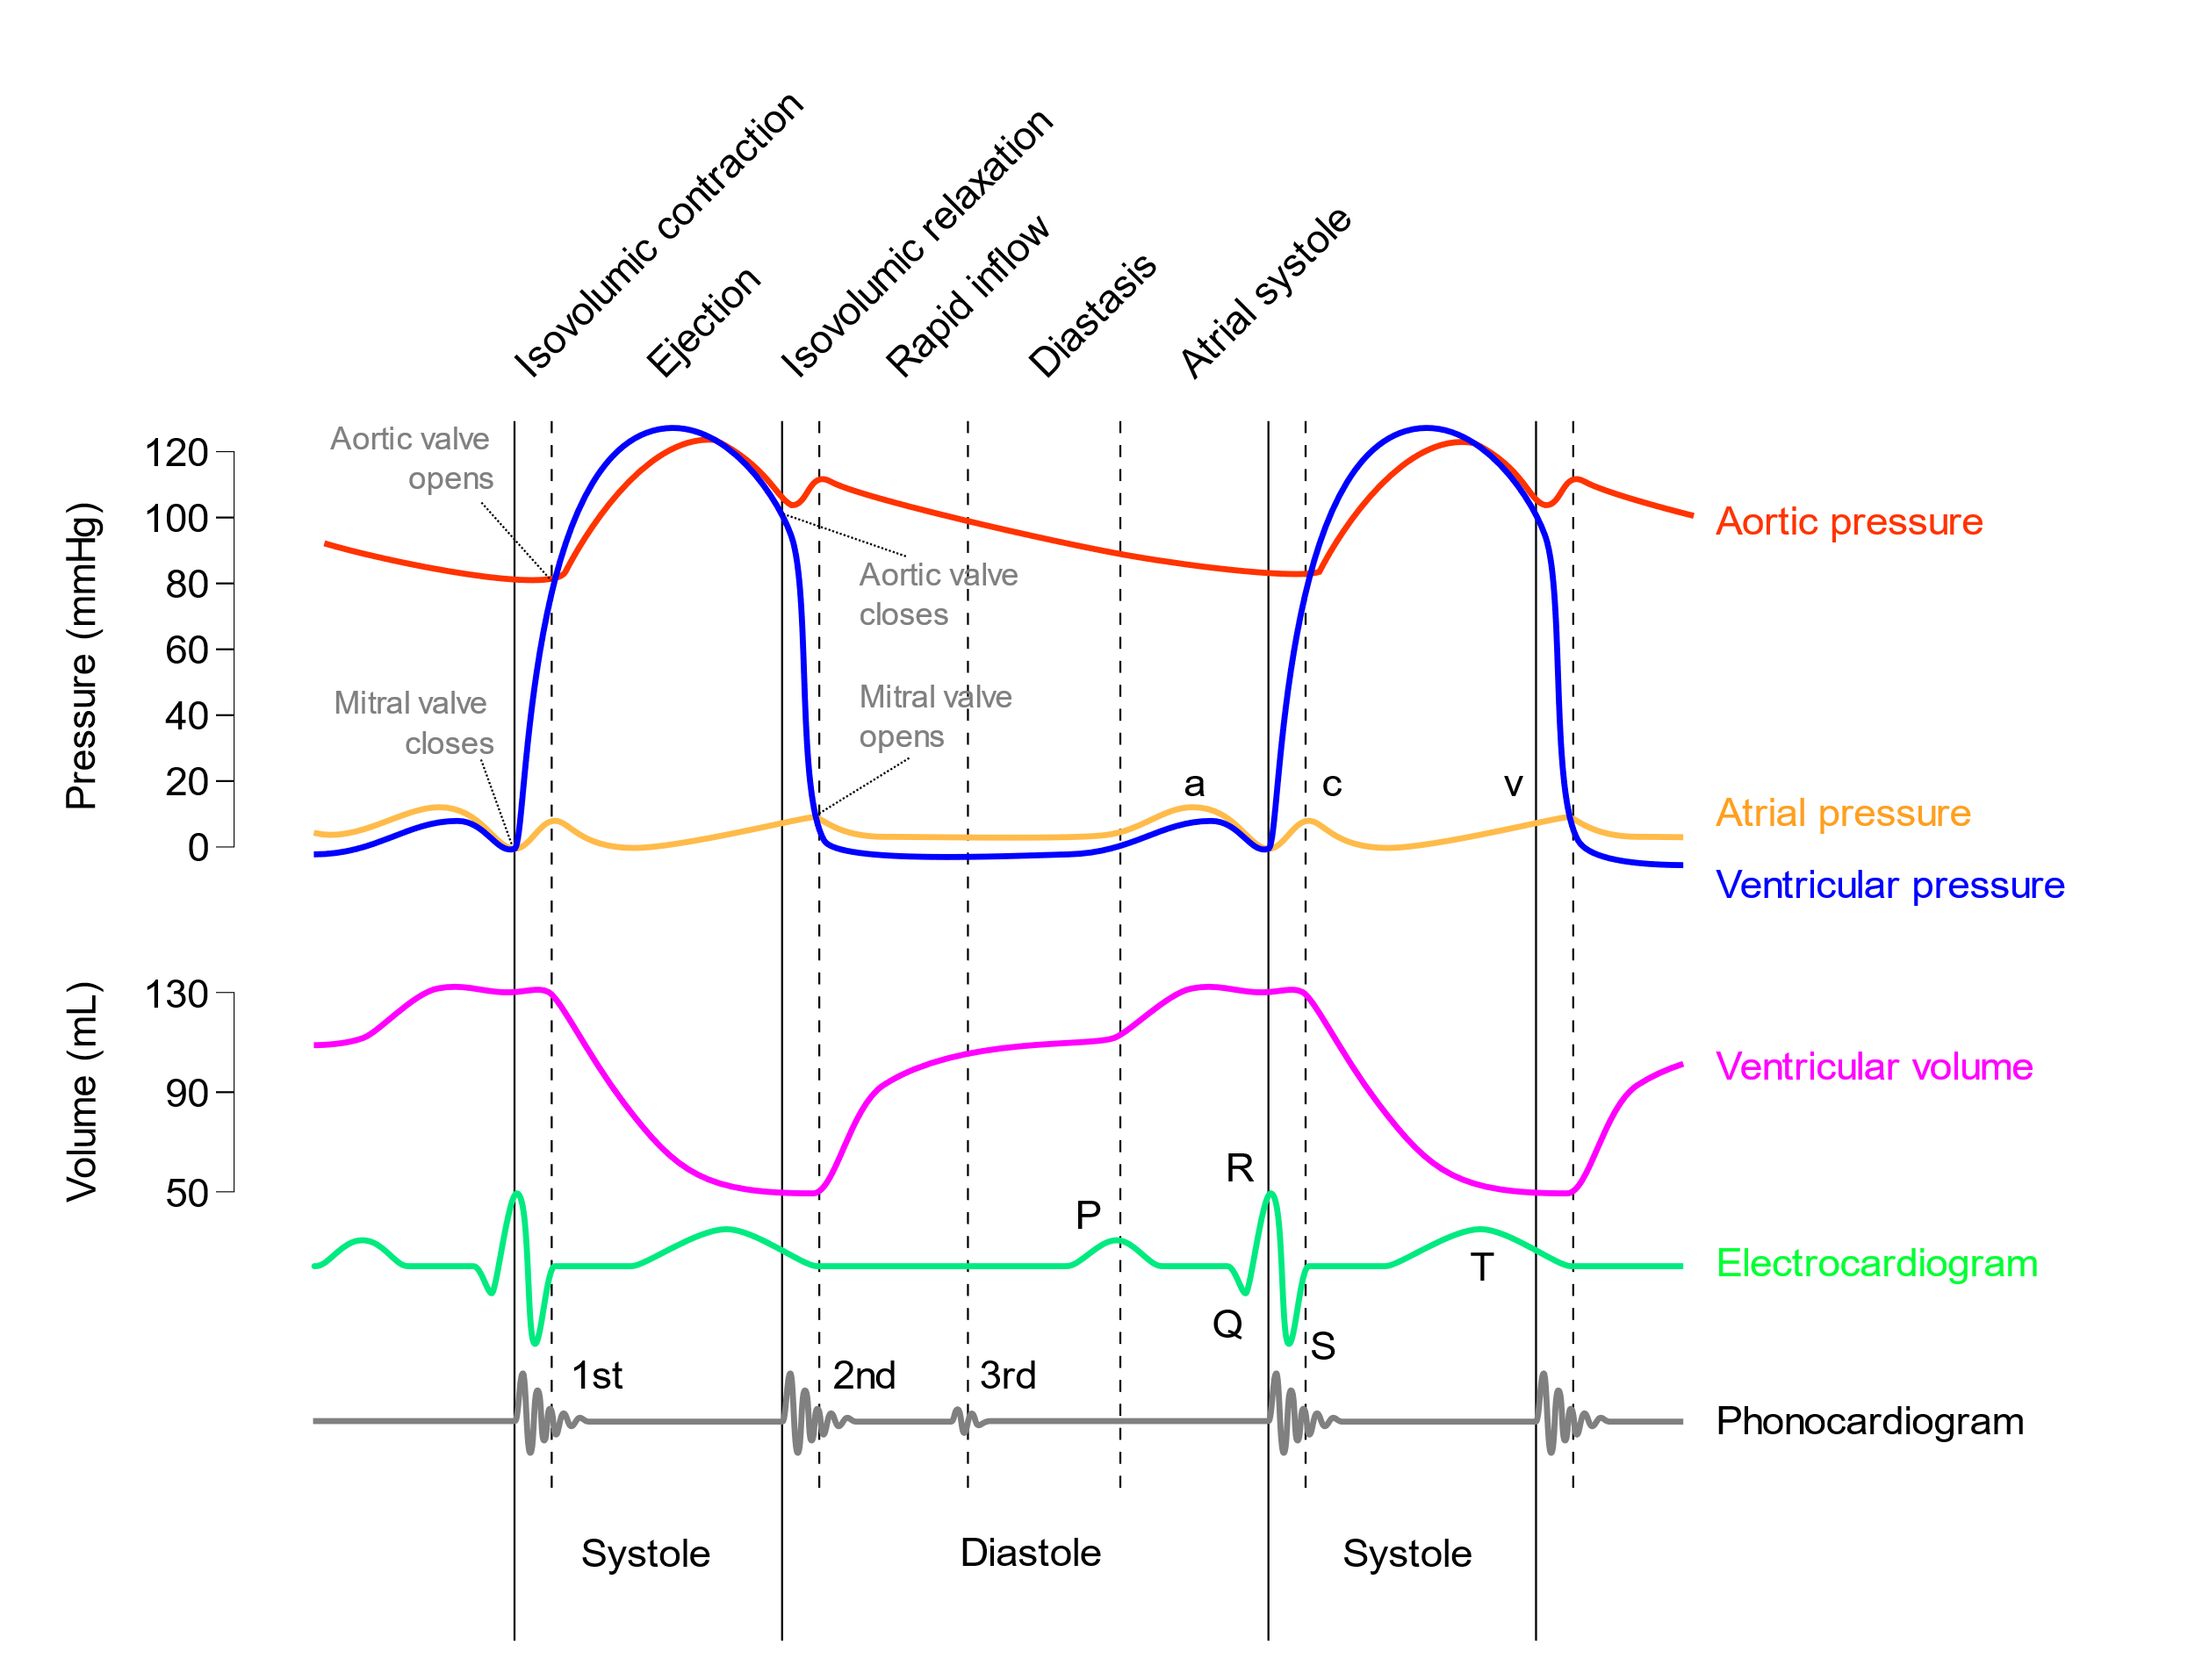 Isovolumic contraction
Ejection
Isovolumic relaxation
Rapid inflow
Diastasis
Atrial systole
Pressure (mmHg)
120
100
80
60
40
20
0
Aortic valve
opens
Aortic valve
closes
Mitral valve
closes
Mitral valve
opens
a
c
v
Aortic pressure
Atrial pressure
Ventricular pressure
Volume (mL)
130
90
50
Ventricular volume
P
R
Q
S
T
Electrocardiogram
1st
2nd
3rd
Phonocardiogram
Systole
Diastole
Systole